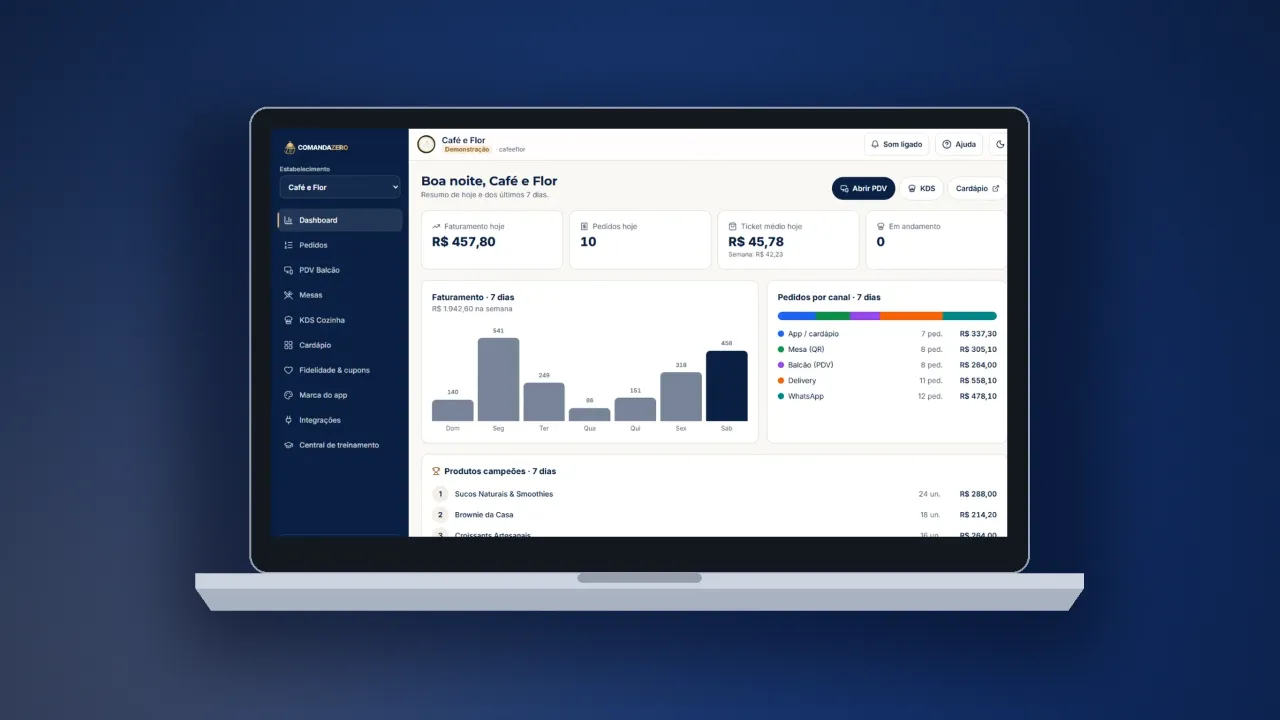 COMANDAZERO
Estabelecimento
Café e Flor
Dashboard
Pedidos
PDV Balcão
Mesas
KDS Cozinha
Cardápio
Fidelidade & cupons
Marca do app
Integrações
Central de treinamento
Café e Flor
Demonstração · cafeeflor
Som ligado
Ajuda
Boa noite, Café e Flor
Resumo de hoje e dos últimos 7 dias.
Abrir PDV
KDS
Cardápio
Faturamento hoje
R$ 457,80
Pedidos hoje
10
Ticket médio hoje
R$ 45,78
Semana: R$ 42,23
Em andamento
0
Faturamento · 7 dias
R$ 1.942,60 na semana
140 541 249 86 151 318 458
Dom Seg Ter Qua Qui Sex Sáb
Pedidos por canal · 7 dias
App / cardápio 7 ped. R$ 337,30
Mesa (QR) 8 ped. R$ 305,10
Balcão (PDV) 8 ped. R$ 264,00
Delivery 11 ped. R$ 558,10
WhatsApp 12 ped. R$ 478,10
Produtos campeões · 7 dias
1 Sucos Naturais & Smoothies 24 un. R$ 288,00
2 Brownie da Casa 18 un. R$ 214,20
3 Croissants Artesanais 16 un. R$ 264,00